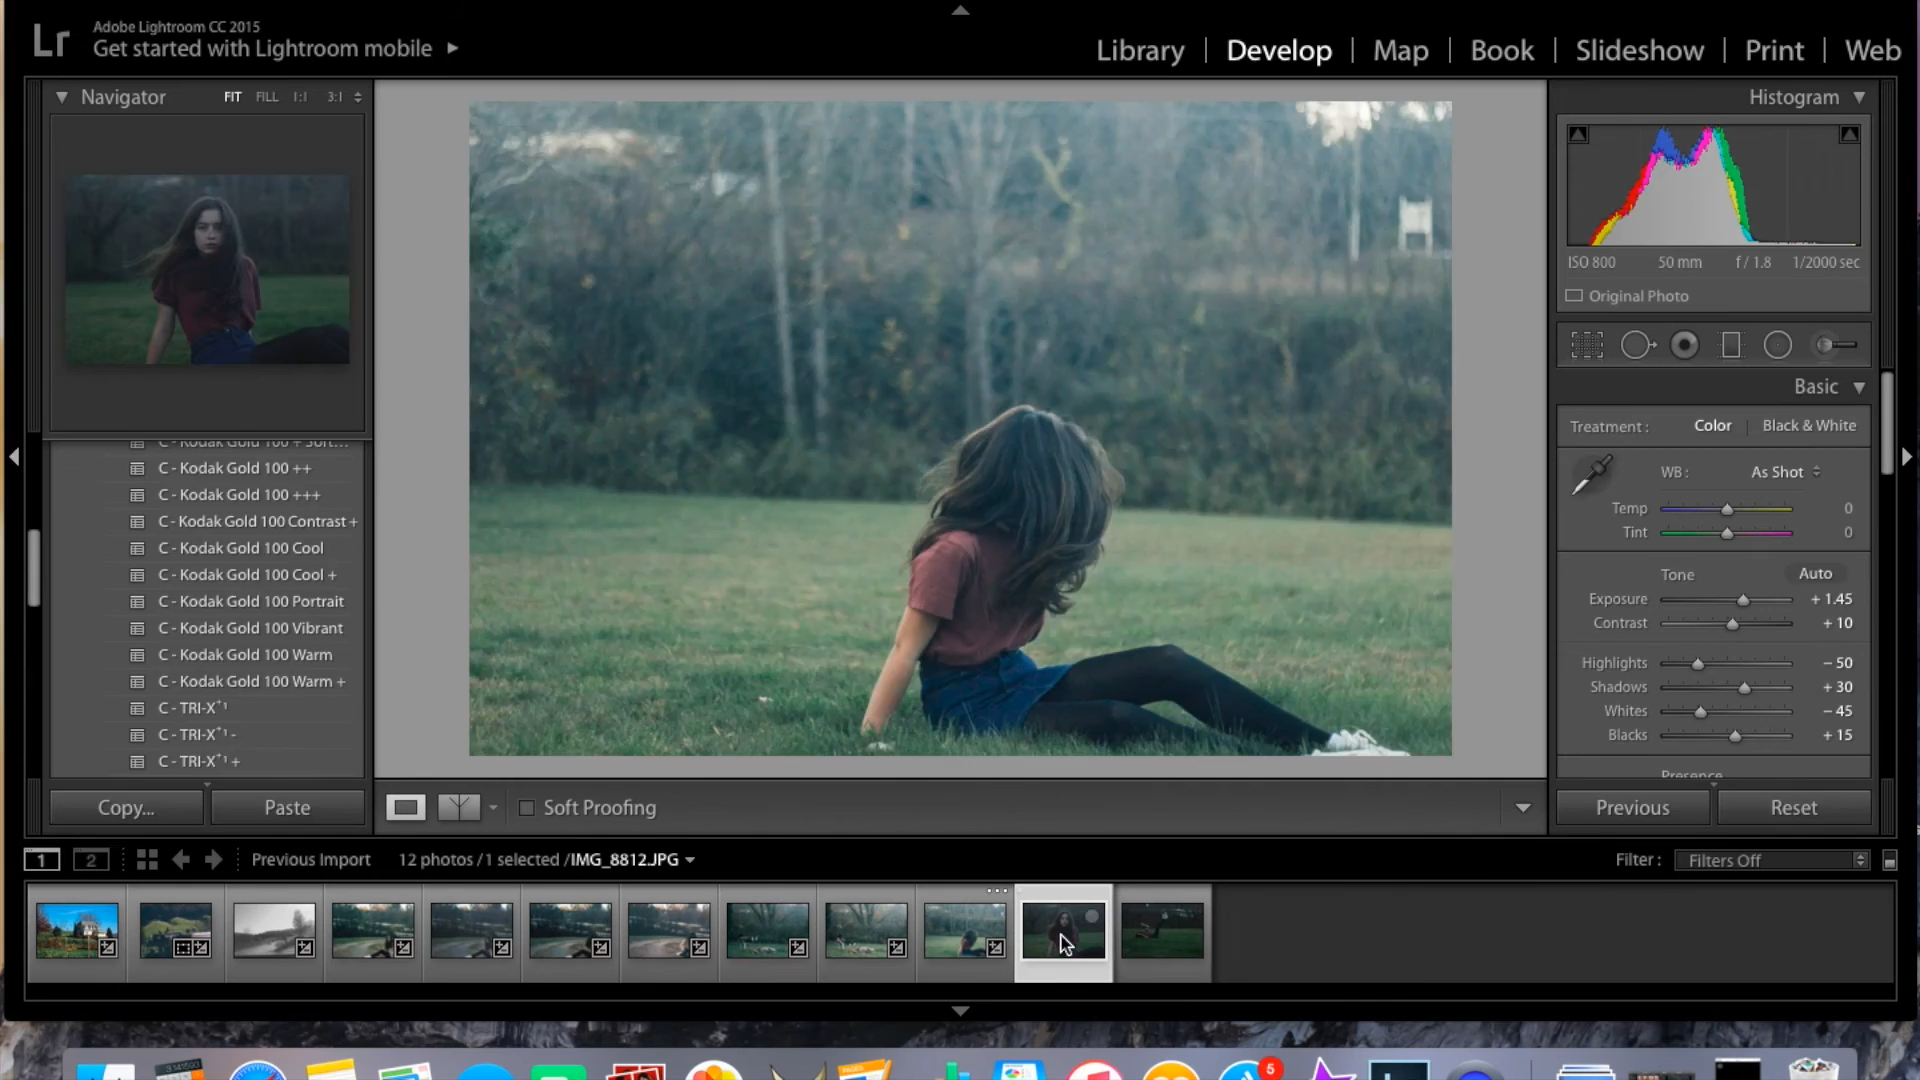 Lr
Adobe Lightroom CC 2015
Get started with Lightroom mobile
Library | Develop | Map | Book | Slideshow | Print | Web
Navigator FIT FILL 1:1 3:1
C - Kodak Gold 100 ++
C - Kodak Gold 100 +++
C - Kodak Gold 100 Contrast +
C - Kodak Gold 100 Cool
C - Kodak Gold 100 Cool +
C - Kodak Gold 100 Portrait
C - Kodak Gold 100 Vibrant
C - Kodak Gold 100 Warm
C - Kodak Gold 100 Warm +
C - TRI-X⁺¹
C - TRI-X⁺¹ -
C - TRI-X⁺¹ +
Copy... Paste
Soft Proofing
Histogram
ISO 800 50 mm f / 1.8 1/2000 sec
Original Photo
Basic
Treatment : Color | Black & White
WB : As Shot
Temp 0
Tint 0
Tone Auto
Exposure + 1.45
Contrast + 10
Highlights − 50
Shadows + 30
Whites − 45
Blacks + 15
Presence
Previous Reset
1 2 Previous Import 12 photos / 1 selected / IMG_8812.JPG Filter : Filters Off
5